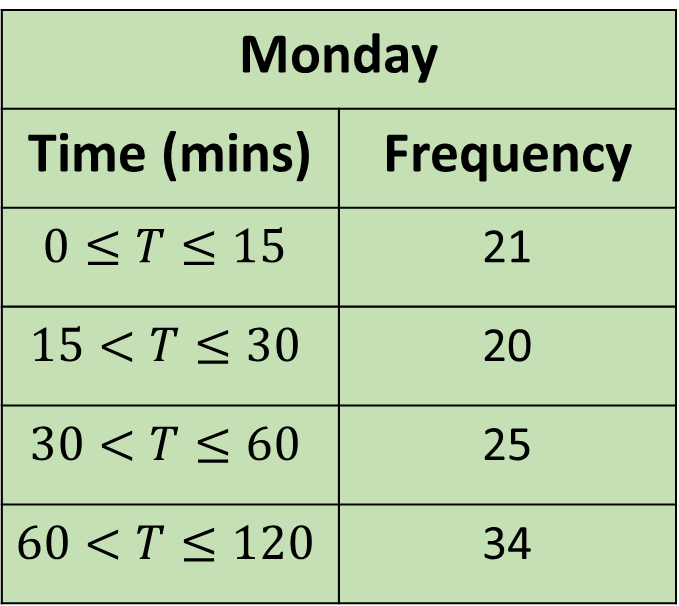 Monday
Time (mins) Frequency
0 ≤ T ≤ 15 21
15 < T ≤ 30 20
30 < T ≤ 60 25
60 < T ≤ 120 34